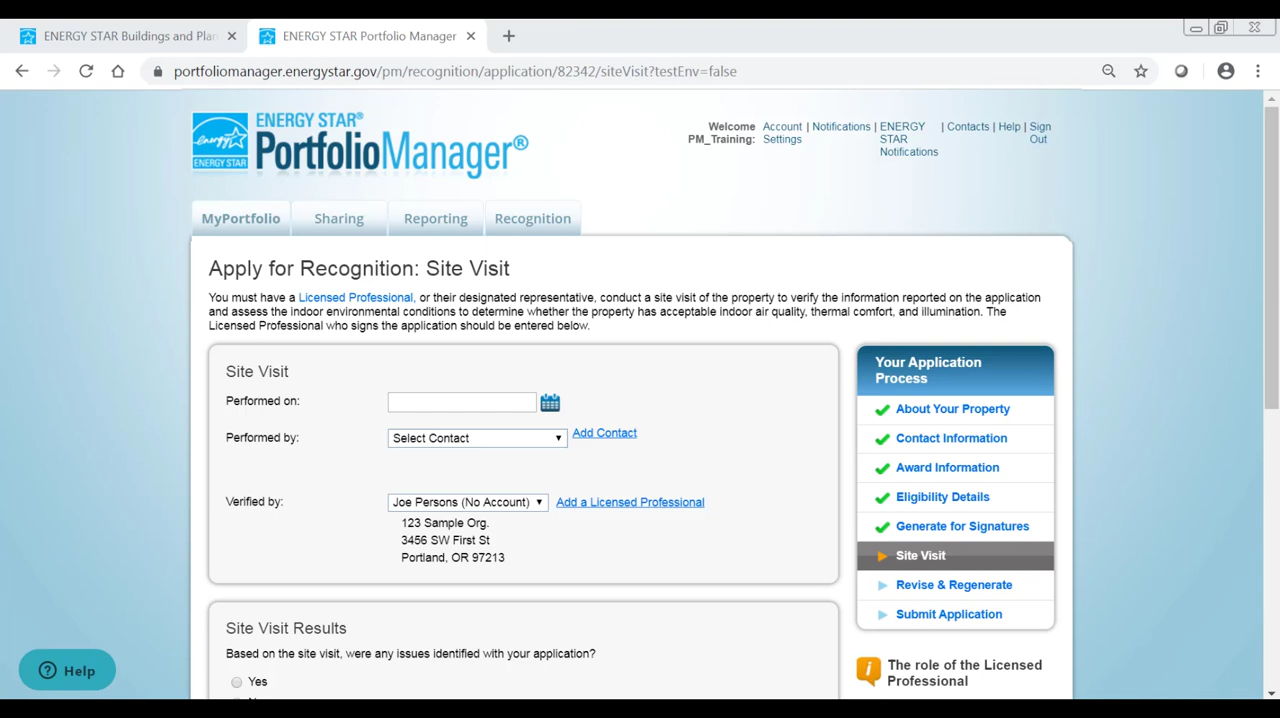 ENERGY STAR Buildings and Plan
ENERGY STAR Portfolio Manager
portfoliomanager.energystar.gov/pm/recognition/application/82342/siteVisit?testEnv=false
energy
ENERGY STAR
ENERGY STAR®
PortfolioManager®
Welcome PM_Training:
Account Settings | Notifications | ENERGY STAR Notifications | Contacts | Help | Sign Out
MyPortfolio
Sharing
Reporting
Recognition
Apply for Recognition: Site Visit
You must have a Licensed Professional, or their designated representative, conduct a site visit of the property to verify the information reported on the application
and assess the indoor environmental conditions to determine whether the property has acceptable indoor air quality, thermal comfort, and illumination. The
Licensed Professional who signs the application should be entered below.
Site Visit
Performed on:
Performed by:
Select Contact
Add Contact
Verified by:
Joe Persons (No Account)
Add a Licensed Professional
123 Sample Org.
3456 SW First St
Portland, OR 97213
Site Visit Results
Based on the site visit, were any issues identified with your application?
Yes
Your Application
Process
About Your Property
Contact Information
Award Information
Eligibility Details
Generate for Signatures
Site Visit
Revise & Regenerate
Submit Application
The role of the Licensed
Professional
Help